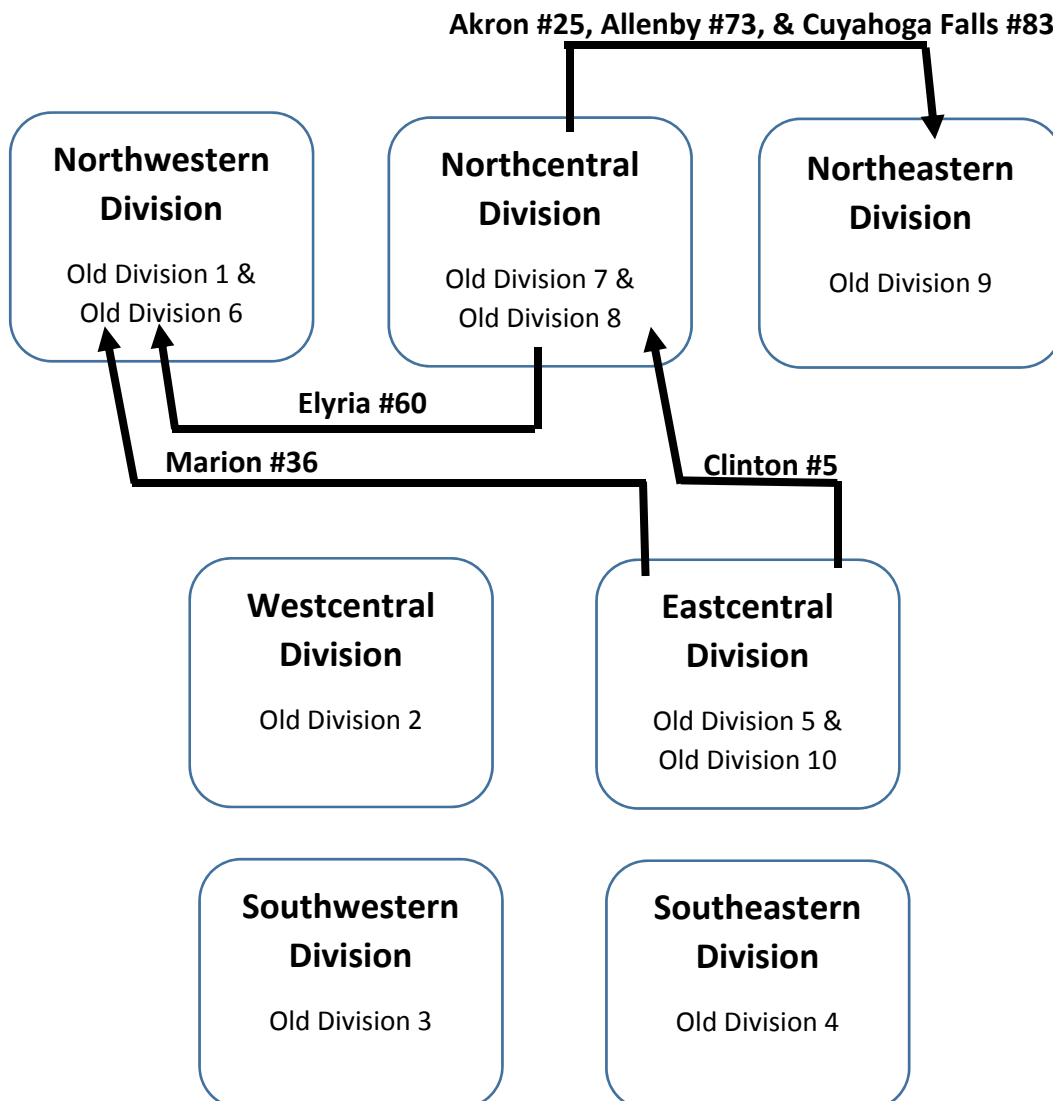 Akron #25, Allenby #73, & Cuyahoga Falls #83
Northwestern
Division
Old Division 1 &
Old Division 6
Northcentral
Division
Old Division 7 &
Old Division 8
Northeastern
Division
Old Division 9
Elyria #60
Marion #36
Clinton #5
Westcentral
Division
Old Division 2
Eastcentral
Division
Old Division 5 &
Old Division 10
Southwestern
Division
Old Division 3
Southeastern
Division
Old Division 4